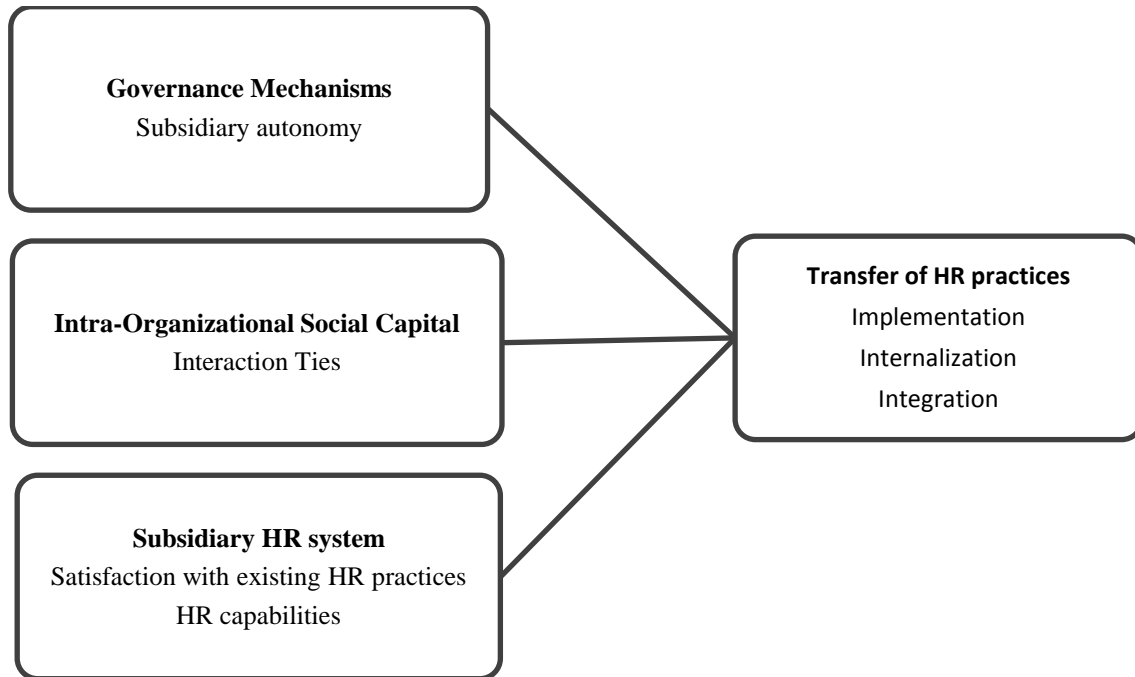 Governance Mechanisms
Subsidiary autonomy
Intra-Organizational Social Capital
Interaction Ties
Subsidiary HR system
Satisfaction with existing HR practices
HR capabilities
Transfer of HR practices
Implementation
Internalization
Integration